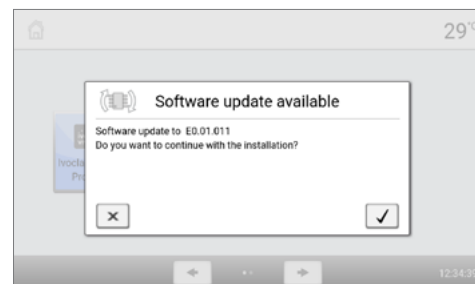 29°C
Software update available
Software update to E0.01.011
Do you want to continue with the installation?
12:34:39